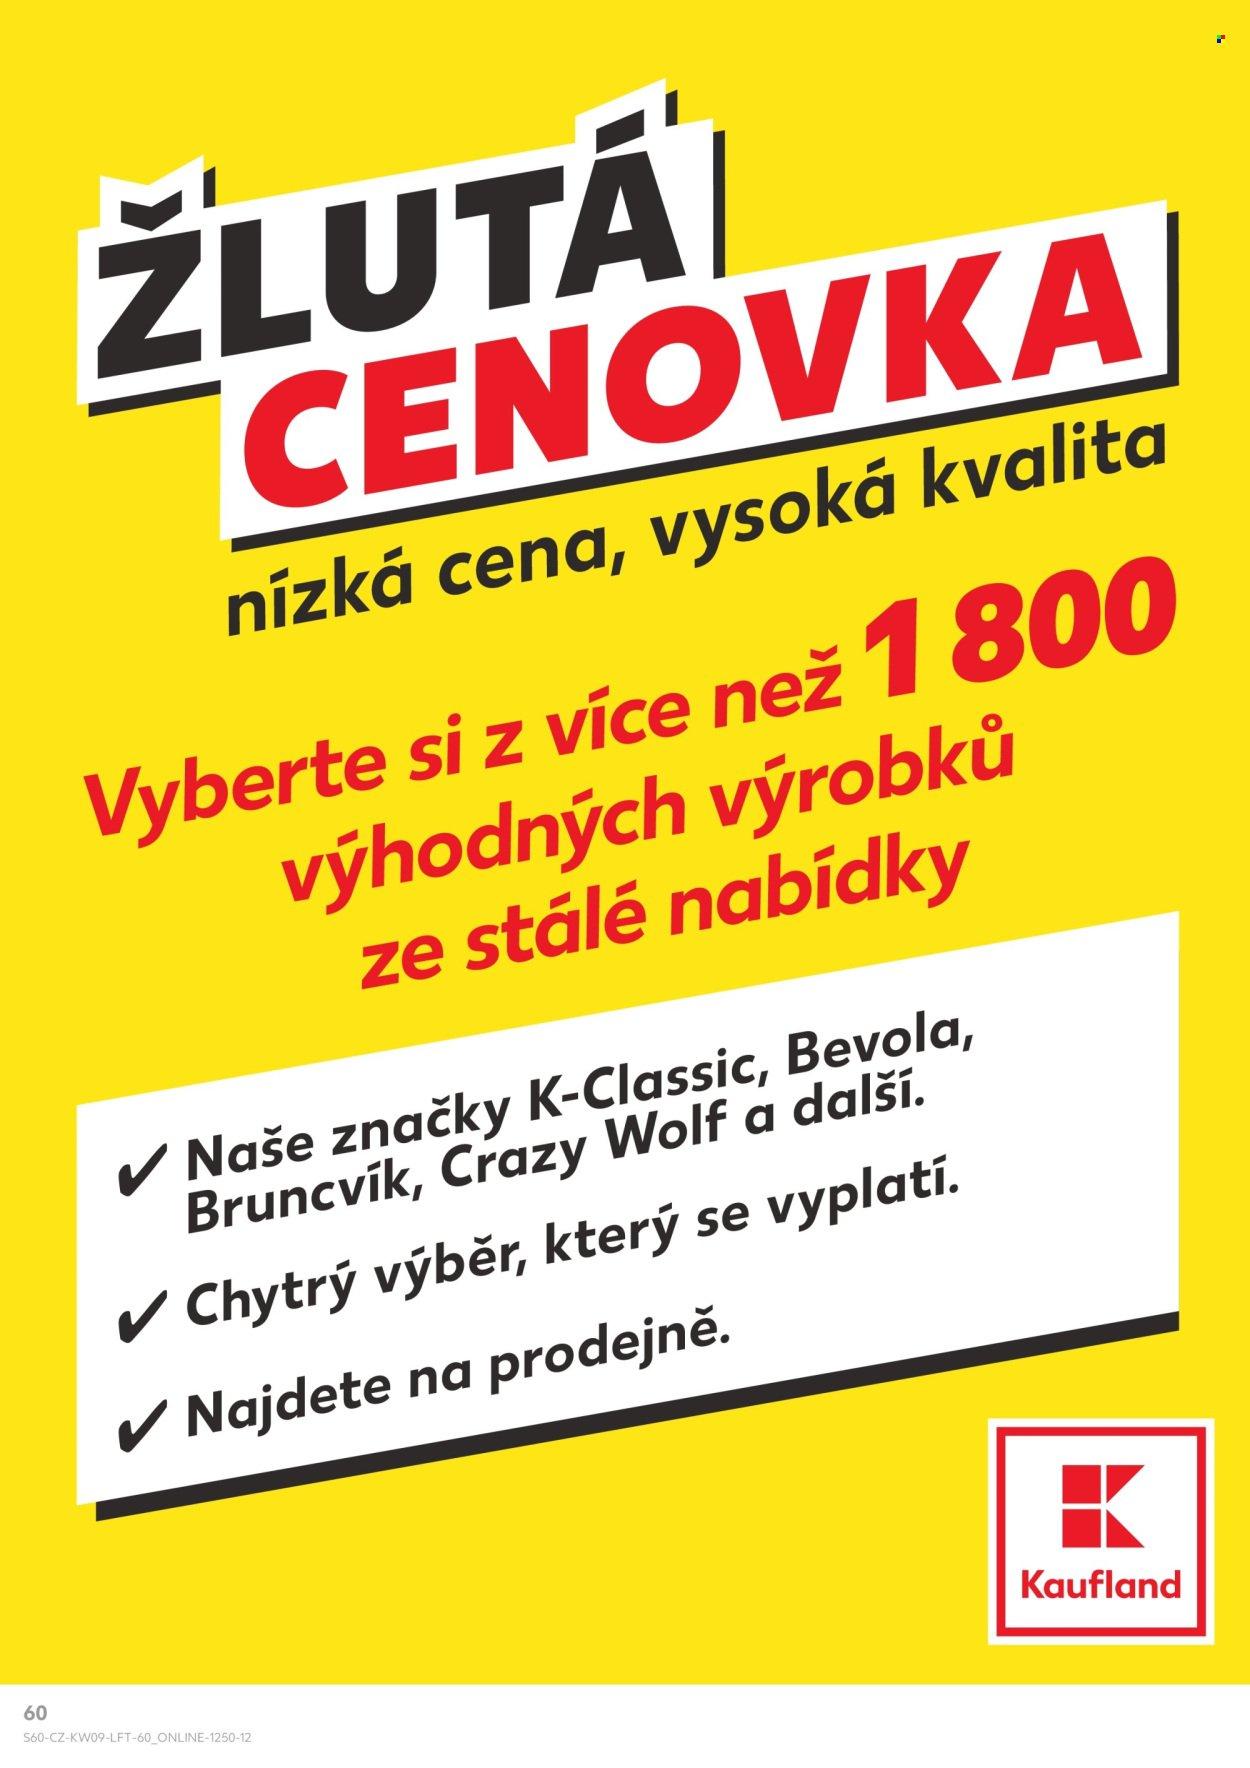 ŽLUTÁ
CENOVKA
nízká cena, vysoká kvalita
Vyberte si z více než 1 800
výhodných výrobků
ze stálé nabídky
✔ Naše značky K-Classic, Bevola,
Bruncvík, Crazy Wolf a další.
✔ Chytrý výběr, který se vyplatí.
✔ Najdete na prodejně.
Kaufland
60
S60-CZ-KW09-LFT-60_ONLINE-1250-12